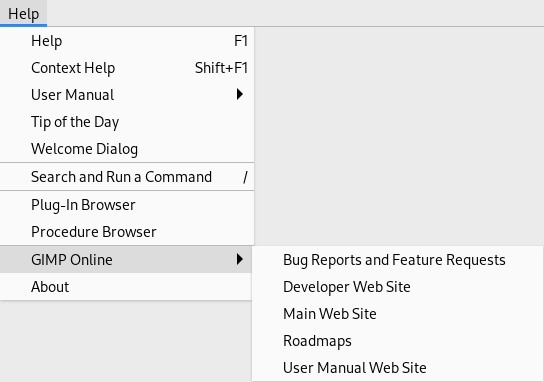 Help
Help F1
Context Help Shift+F1
User Manual
Tip of the Day
Welcome Dialog
Search and Run a Command /
Plug-In Browser
Procedure Browser
GIMP Online
About
Bug Reports and Feature Requests
Developer Web Site
Main Web Site
Roadmaps
User Manual Web Site